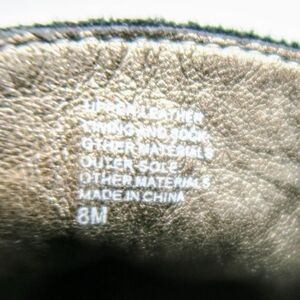 UPPER LEATHER
LINING AND SOCK
OTHER MATERIALS
OUTER SOLE
OTHER MATERIALS
MADE IN CHINA
8M